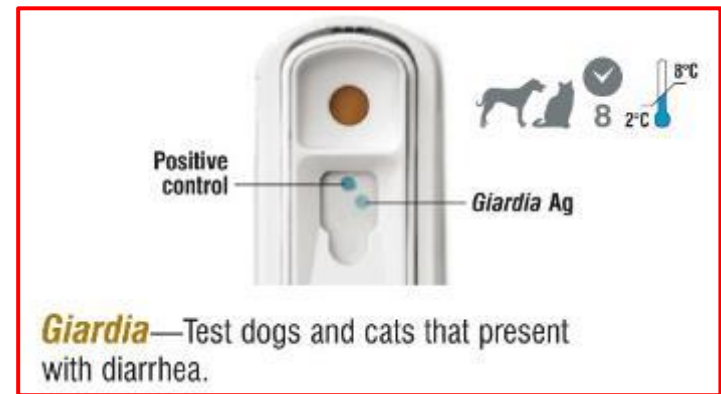 8°C
8
2°C
Positive
control
Giardia Ag
Giardia—Test dogs and cats that present
with diarrhea.